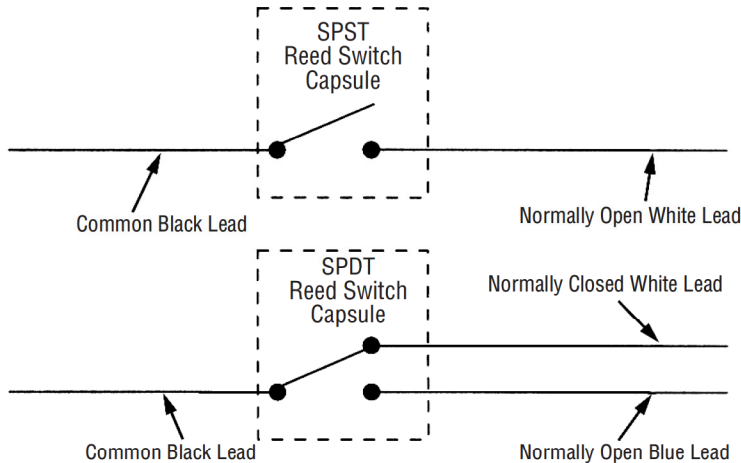 SPST
Reed Switch
Capsule
Common Black Lead
Normally Open White Lead
SPDT
Reed Switch
Capsule
Normally Closed White Lead
Common Black Lead
Normally Open Blue Lead